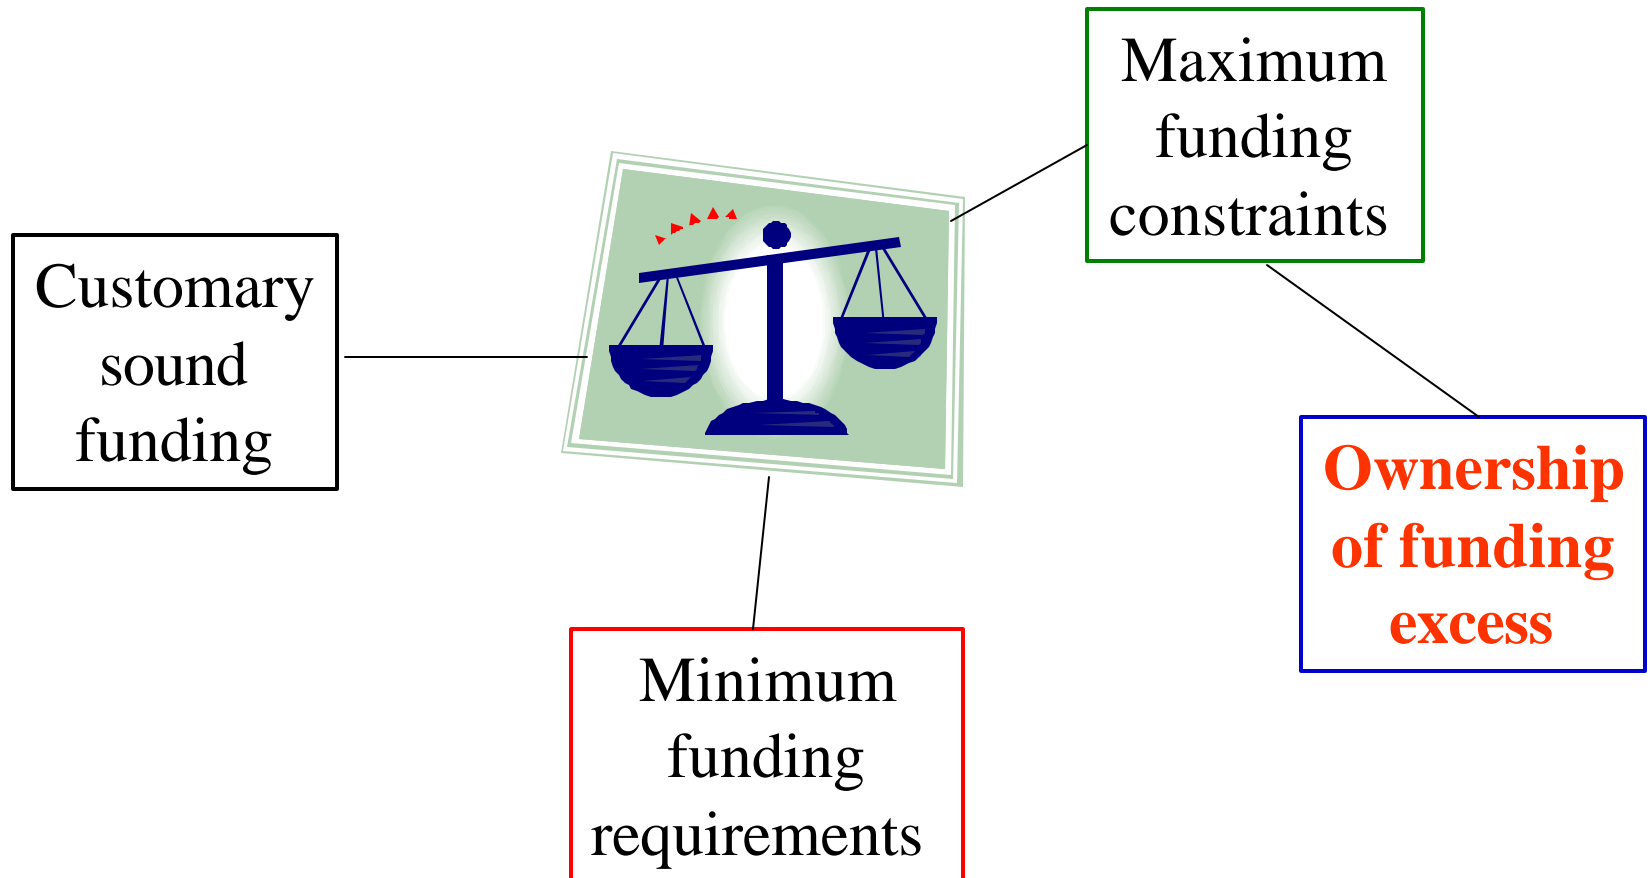 Maximum
funding
constraints
Customary
sound
funding
Ownership
of funding
excess
Minimum
funding
requirements